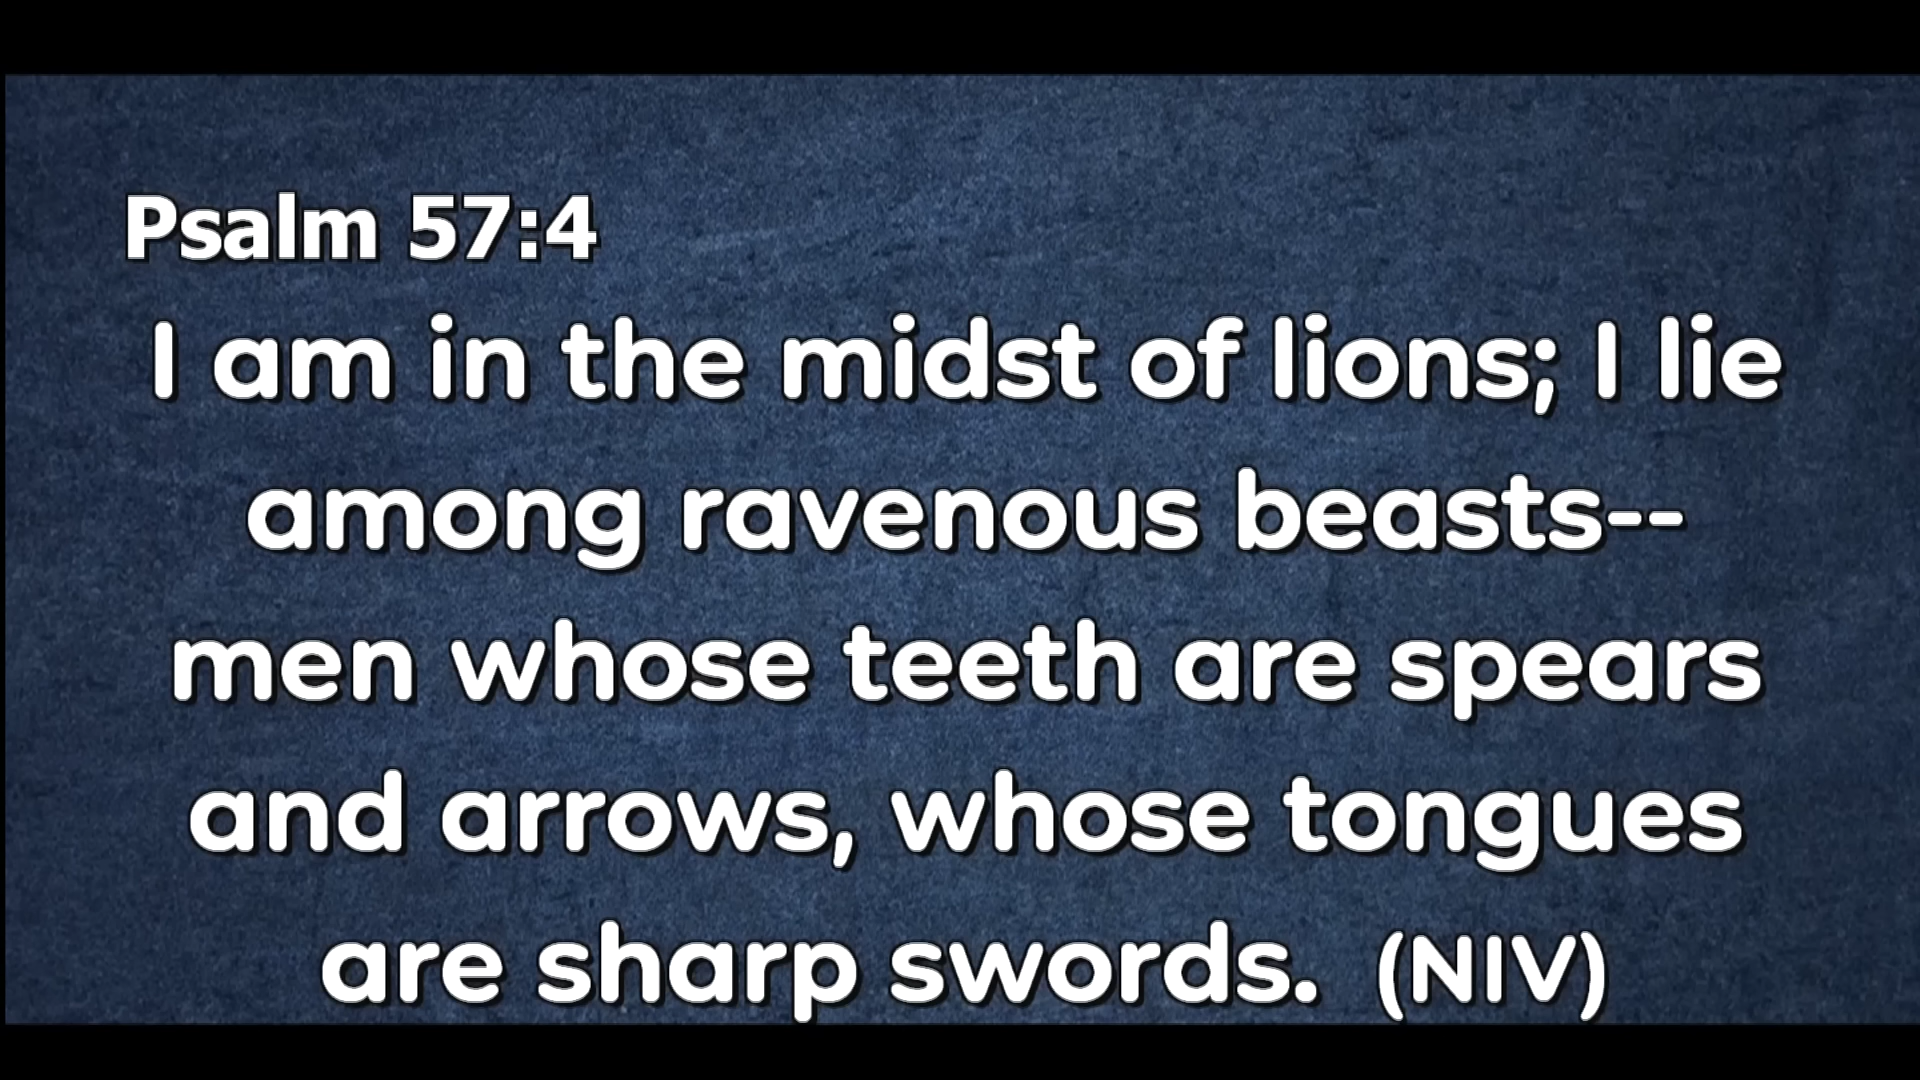 Psalm 57:4
I am in the midst of lions; I lie
among ravenous beasts--
men whose teeth are spears
and arrows, whose tongues
are sharp swords. (NIV)